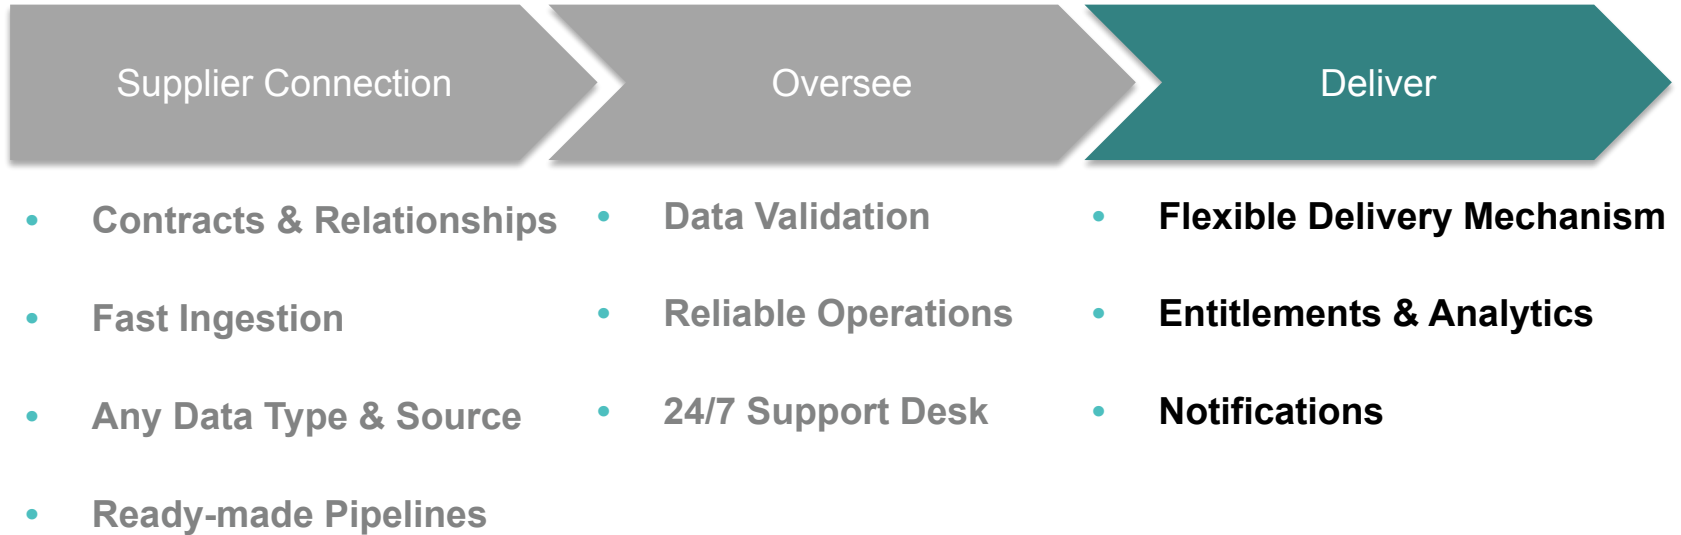 Supplier Connection
Oversee
Deliver
• Contracts & Relationships
• Fast Ingestion
• Any Data Type & Source
• Ready-made Pipelines
• Data Validation
• Reliable Operations
• 24/7 Support Desk
• Flexible Delivery Mechanism
• Entitlements & Analytics
• Notifications